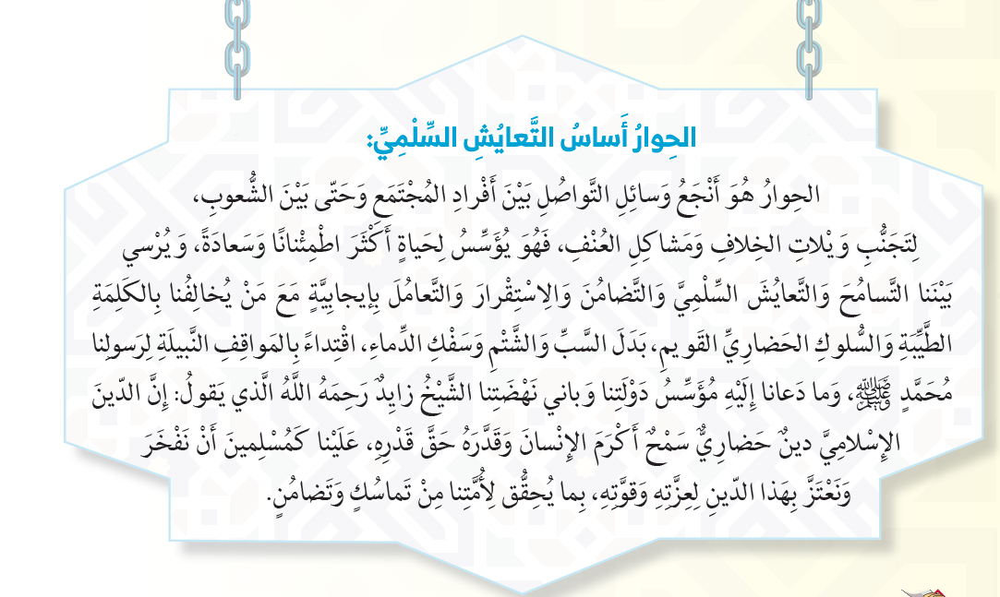 الحِوارُ أَساسُ التَّعايُشِ السِّلْمِيِّ:
الحِوارُ هُوَ أَنْجَعُ وَسائِلِ التَّواصُلِ بَيْنَ أَفْرادِ المُجْتَمَعِ وَحَتّى بَيْنَ الشُّعوبِ،
لِتَجَنُّبِ وَيْلاتِ الخِلافِ وَمَشاكِلِ العُنْفِ، فَهُوَ يُؤَسِّسُ لِحَياةٍ أَكْثَرَ اطْمِئْنانًا وَسَعادَةً، وَيُرْسي
بَيْنَنا التَّسامُحَ وَالتَّعايُشَ السِّلْمِيَّ وَالتَّضامُنَ وَالِاسْتِقْرارَ وَالتَّعامُلَ بِإيجابِيَّةٍ مَعَ مَنْ يُخالِفُنا بِالكَلِمَةِ
الطَّيِّبَةِ وَالسُّلوكِ الحَضارِيِّ القَويمِ، بَدَلَ السَّبِّ وَالشَّتْمِ وَسَفْكِ الدِّماءِ، اقْتِداءً بِالمَواقِفِ النَّبيلَةِ لِرَسولِنا
مُحَمَّدٍ ﷺ، وَما دَعانا إِلَيْهِ مُؤَسِّسُ دَوْلَتِنا وَباني نَهْضَتِنا الشَّيْخُ زايِدٌ رَحِمَهُ اللَّهُ الَّذي يَقولُ: إِنَّ الدّينَ
الإِسْلامِيَّ دينٌ حَضارِيٌّ سَمْحٌ أَكْرَمَ الإِنْسانَ وَقَدَّرَهُ حَقَّ قَدْرِهِ، عَلَيْنا كَمُسْلِمينَ أَنْ نَفْخَرَ
وَنَعْتَزَّ بِهَذا الدّينِ لِعِزَّتِهِ وَقوَّتِهِ، بِما يُحِقُّق لِأُمَّتِنا مِنْ تَماسُكٍ وَتَضامُنٍ.